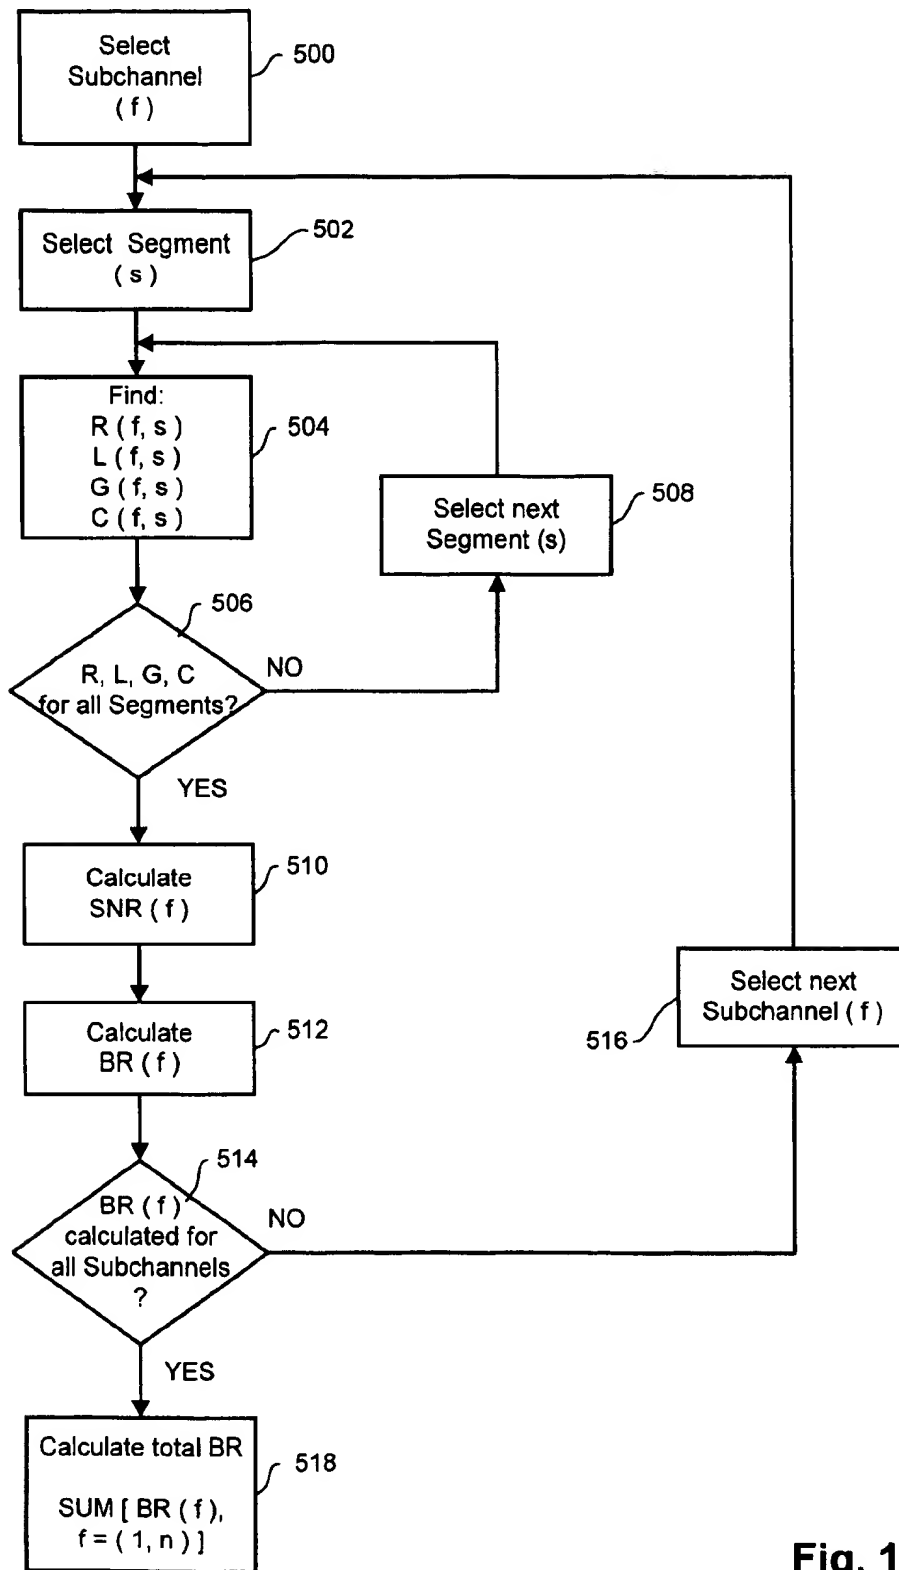 Select
Subchannel
( f )
500
Select Segment
( s )
502
Find:
R ( f, s )
L ( f, s )
G ( f, s )
C ( f, s )
504
Select next
Segment (s)
508
506
R, L, G, C
for all Segments?
NO
YES
Calculate
SNR ( f )
510
Calculate
BR ( f )
512
Select next
Subchannel ( f )
516
514
BR ( f )
calculated for
all Subchannels
?
NO
YES
Calculate total BR
SUM [ BR ( f ),
f = ( 1, n ) ]
518
Fig. 1